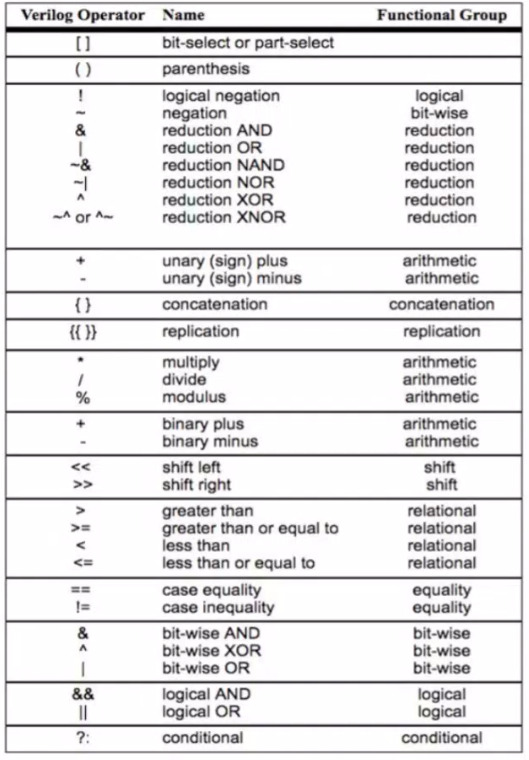 Verilog Operator Name Functional Group
[ ] bit-select or part-select
( ) parenthesis
! logical negation logical
~ negation bit-wise
& reduction AND reduction
| reduction OR reduction
~& reduction NAND reduction
~| reduction NOR reduction
^ reduction XOR reduction
~^ or ^~ reduction XNOR reduction
+ unary (sign) plus arithmetic
- unary (sign) minus arithmetic
{ } concatenation concatenation
{{ }} replication replication
* multiply arithmetic
/ divide arithmetic
% modulus arithmetic
+ binary plus arithmetic
- binary minus arithmetic
<< shift left shift
>> shift right shift
> greater than relational
>= greater than or equal to relational
< less than relational
<= less than or equal to relational
== case equality equality
!= case inequality equality
& bit-wise AND bit-wise
^ bit-wise XOR bit-wise
| bit-wise OR bit-wise
&& logical AND logical
|| logical OR logical
?: conditional conditional